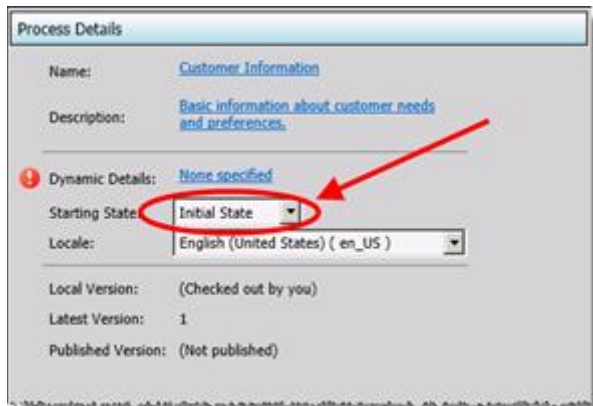 Process Details
Name: Customer Information
Description: Basic information about customer needs
and preferences.
Dynamic Details: None specified
Starting State: Initial State
Locale: English (United States) ( en_US )
Local Version: (Checked out by you)
Latest Version: 1
Published Version: (Not published)